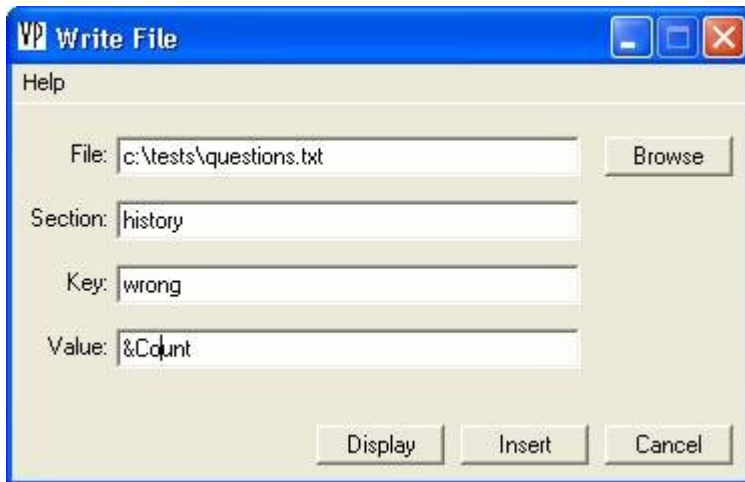 VP Write File
Help
File: c:\tests\questions.txt Browse
Section: history
Key: wrong
Value: &Count
Display Insert Cancel